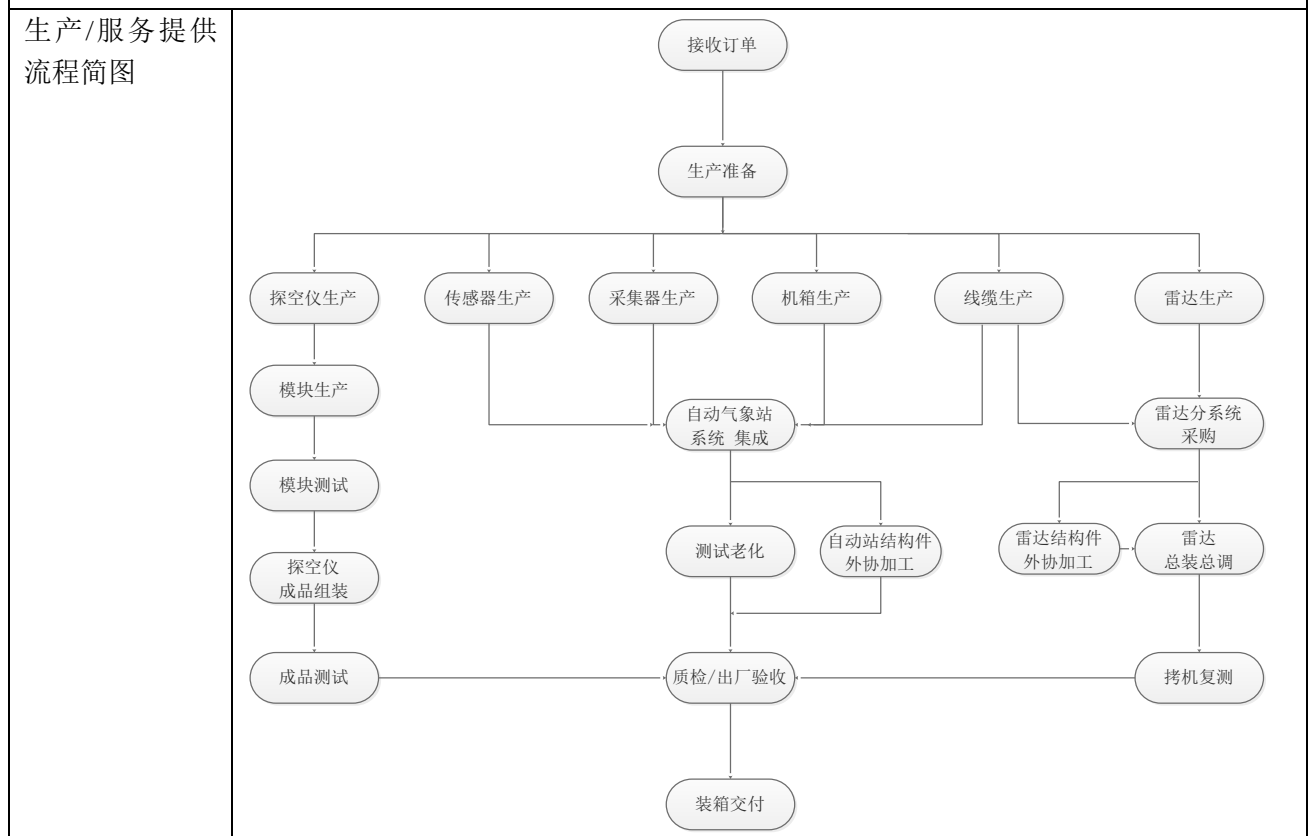 生产/服务提供
流程简图
接收订单
生产准备
探空仪生产
传感器生产
采集器生产
机箱生产
线缆生产
雷达生产
模块生产
自动气象站
系统 集成
雷达分系统
采购
模块测试
测试老化
自动站结构件
外协加工
雷达结构件
外协加工
雷达
总装总调
探空仪
成品组装
成品测试
质检/出厂验收
拷机复测
装箱交付